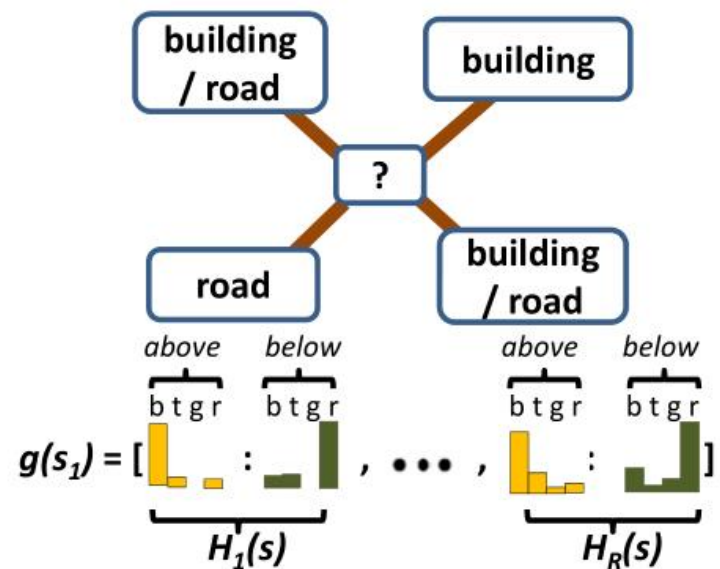 building
/ road
building
?
road
building
/ road
above below above below
b t g r b t g r b t g r b t g r
g(s1) = [ : , ••• , : ]
H1(s) HR(s)